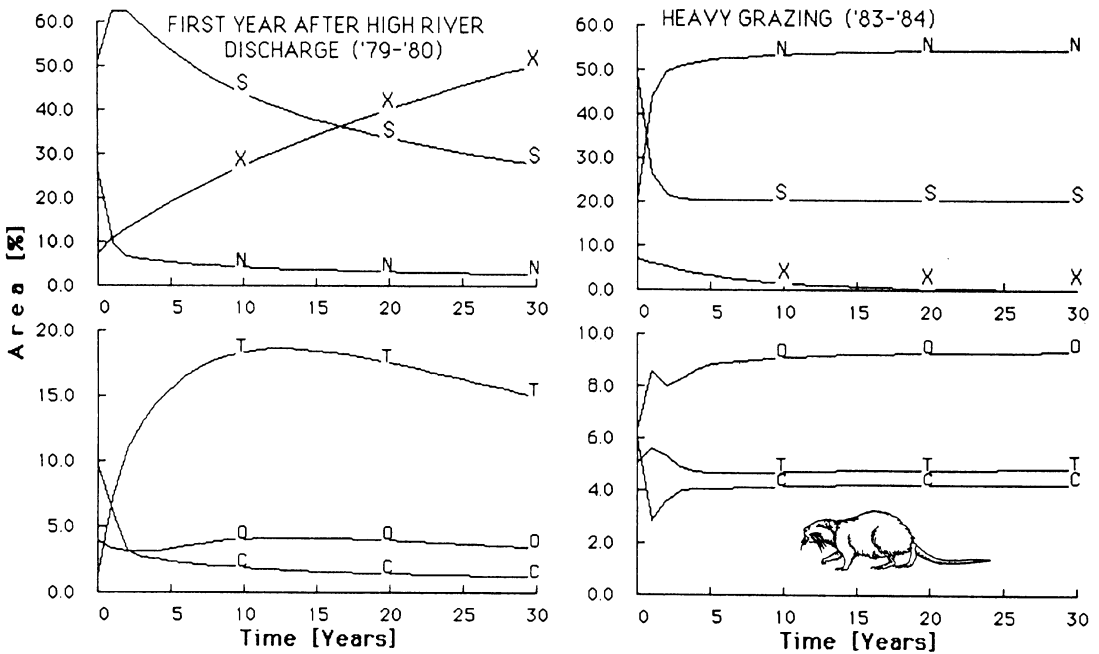 FIRST YEAR AFTER HIGH RIVER
DISCHARGE ('79-'80)
60.0
50.0
40.0
30.0
20.0
10.0
0.0
S
X
N
X
S
N
X
S
N
5 10 15 20 25 30
HEAVY GRAZING ('83-'84)
60.0
50.0
40.0
30.0
20.0
10.0
0.0
N N N
S S S
X X X
0 5 10 15 20 25 30
Area [%]
20.0
15.0
10.0
5.0
0.0
T T T
O O O
C C C
0 5 10 15 20 25 30
Time [Years]
10.0
8.0
6.0
4.0
2.0
0.0
O O O
T T T
C C C
0 5 10 15 20 25 30
Time [Years]